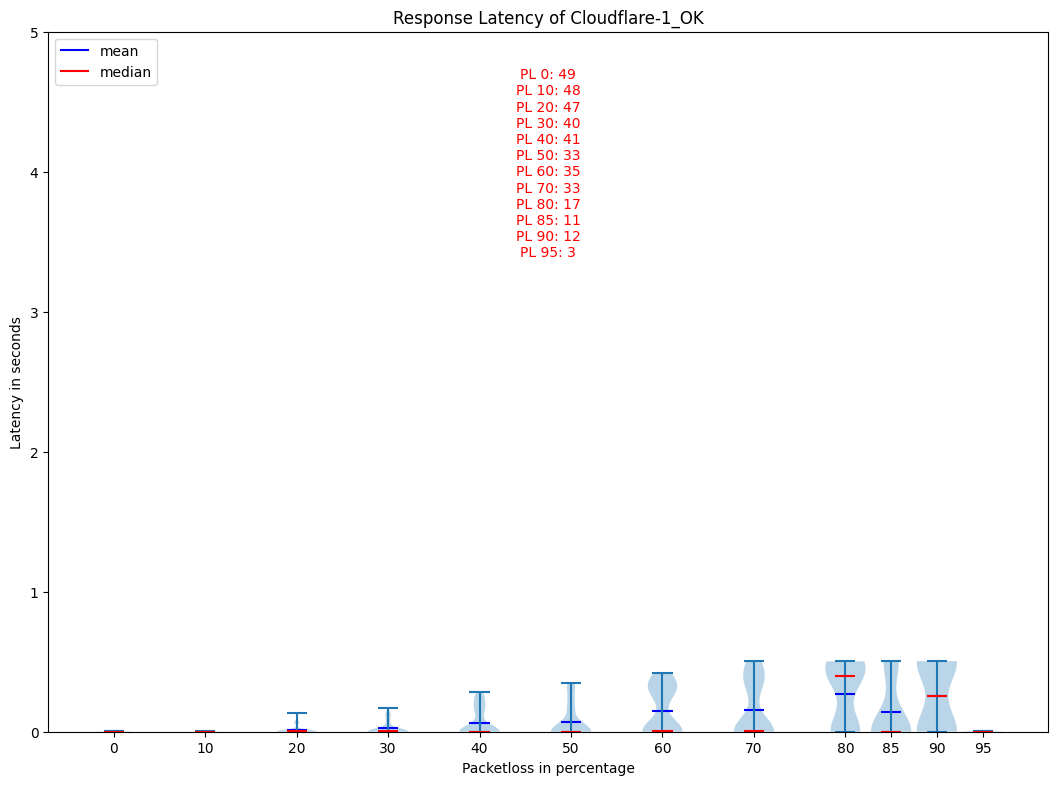 Response Latency of Cloudflare-1_OK
mean
median
PL 0: 49
PL 10: 48
PL 20: 47
PL 30: 40
PL 40: 41
PL 50: 33
PL 60: 35
PL 70: 33
PL 80: 17
PL 85: 11
PL 90: 12
PL 95: 3
Latency in seconds
5
4
3
2
1
0
0 10 20 30 40 50 60 70 80 85 90 95
Packetloss in percentage